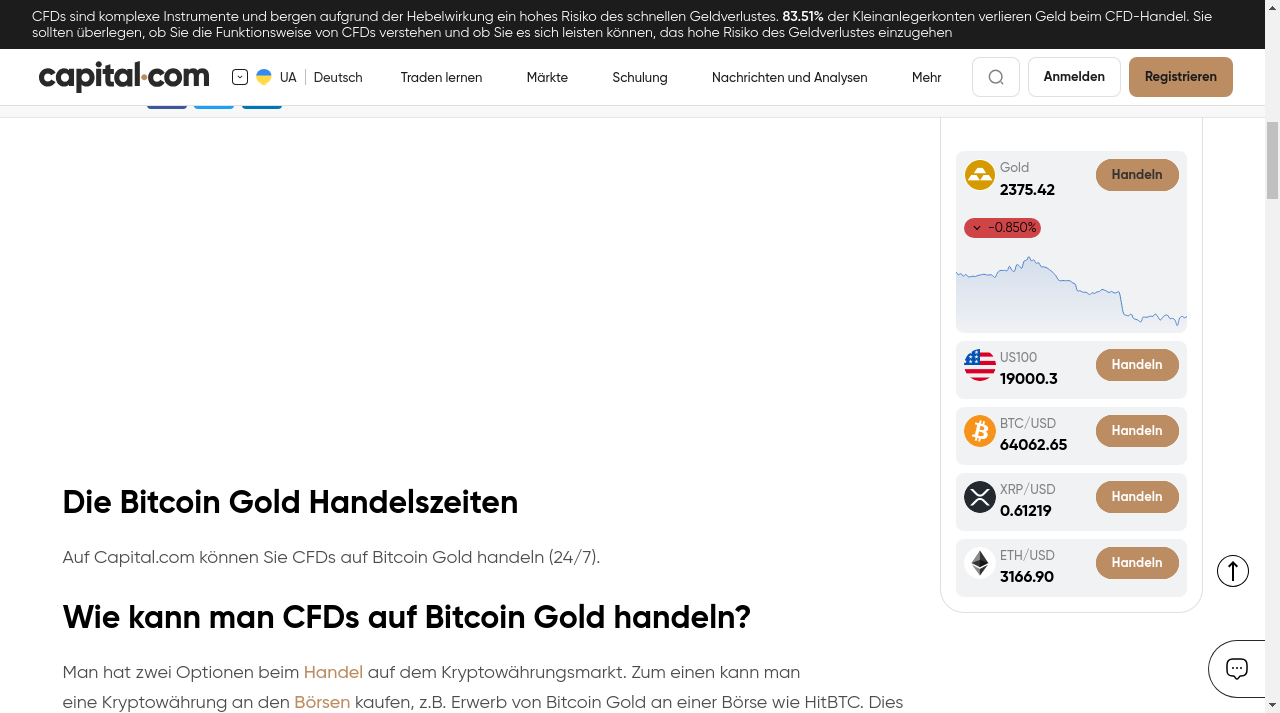 CFDs sind komplexe Instrumente und bergen aufgrund der Hebelwirkung ein hohes Risiko des schnellen Geldverlustes. 83.51% der Kleinanlegerkonten verlieren Geld beim CFD-Handel. Sie
sollten überlegen, ob Sie die Funktionsweise von CFDs verstehen und ob Sie es sich leisten können, das hohe Risiko des Geldverlustes einzugehen
capital.com UA Deutsch Traden lernen Märkte Schulung Nachrichten und Analysen Mehr Anmelden Registrieren
Gold
2375.42
Handeln
-0.850%
US100
19000.3
Handeln
BTC/USD
64062.65
Handeln
XRP/USD
0.61219
Handeln
ETH/USD
3166.90
Handeln
Die Bitcoin Gold Handelszeiten
Auf Capital.com können Sie CFDs auf Bitcoin Gold handeln (24/7).
Wie kann man CFDs auf Bitcoin Gold handeln?
Man hat zwei Optionen beim Handel auf dem Kryptowährungsmarkt. Zum einen kann man
eine Kryptowährung an den Börsen kaufen, z.B. Erwerb von Bitcoin Gold an einer Börse wie HitBTC. Dies